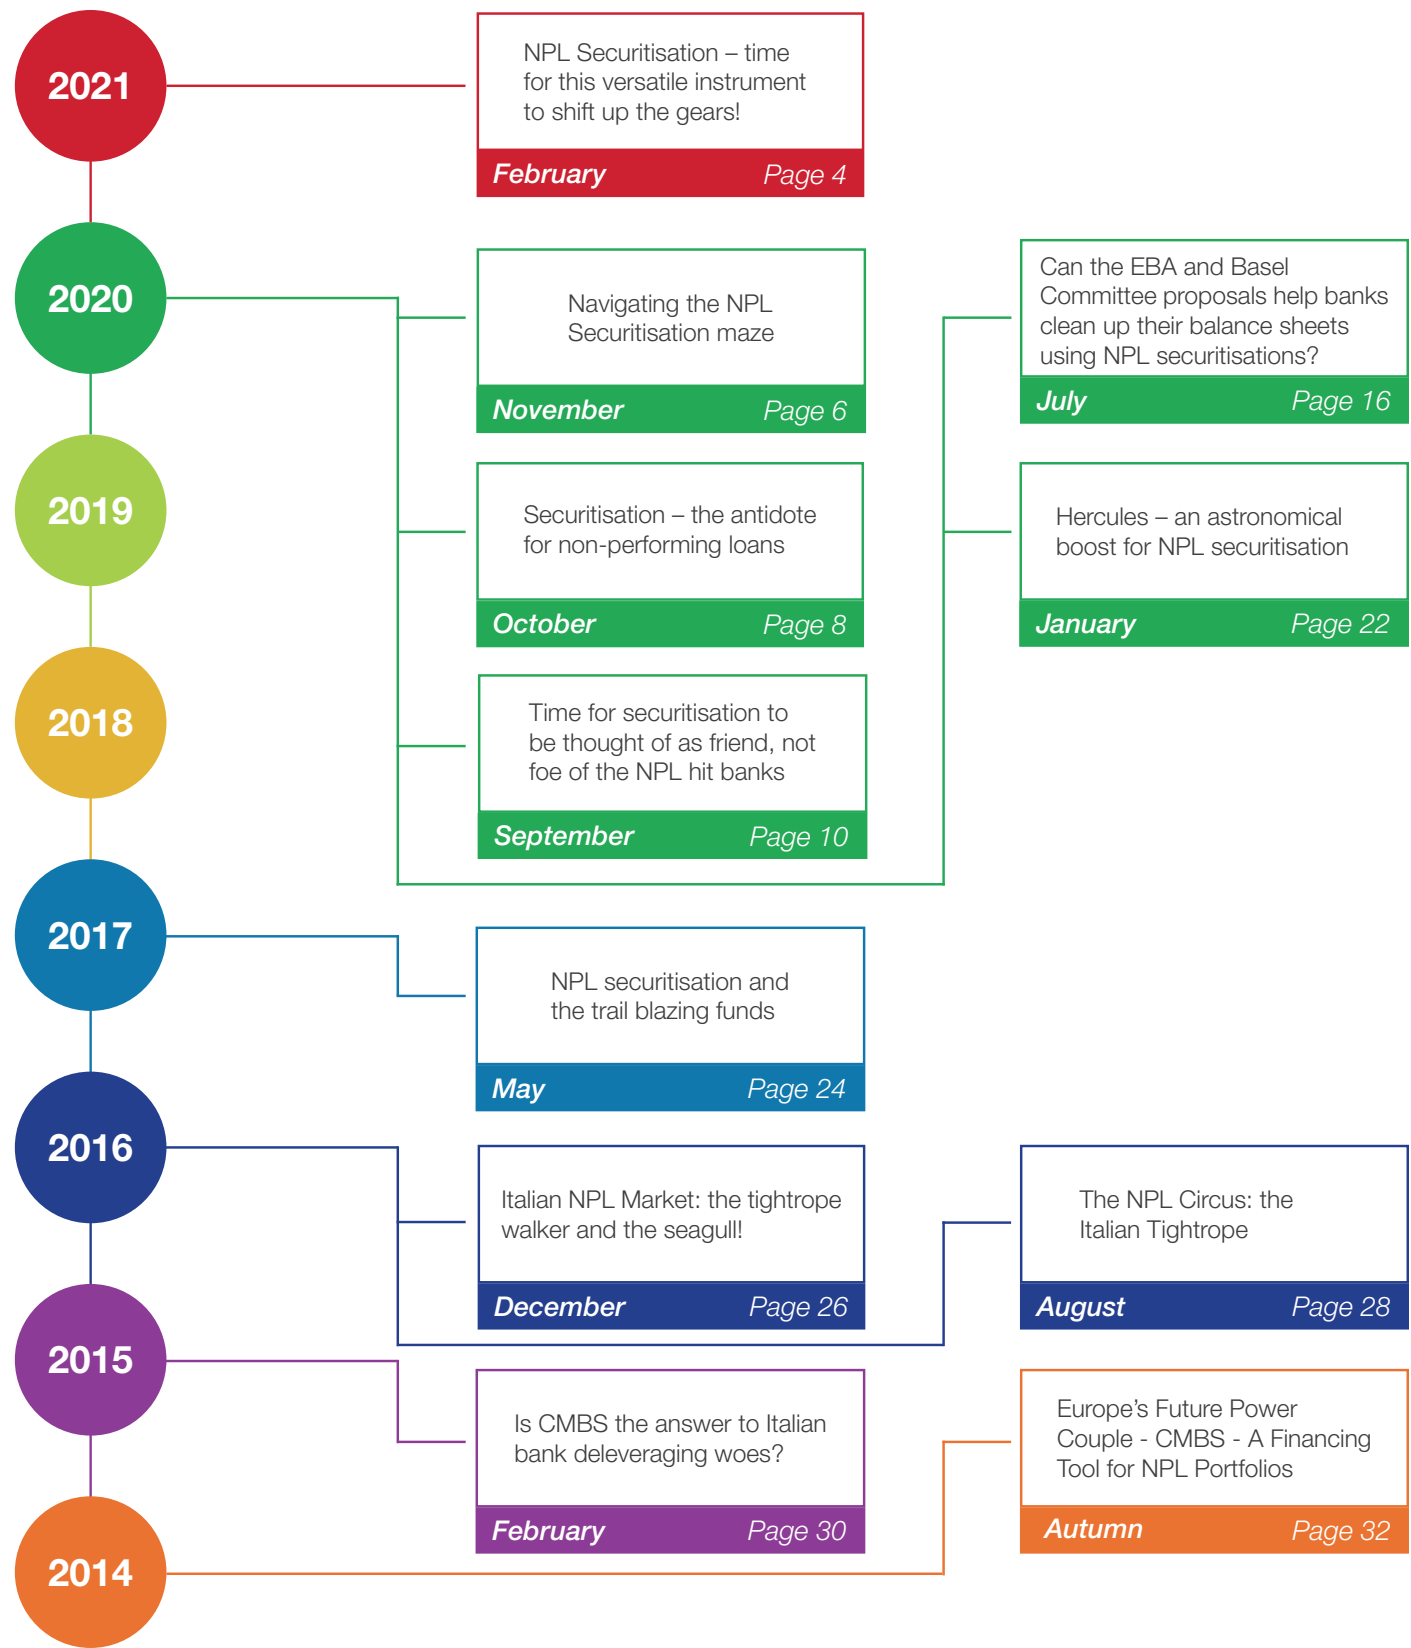 2021
NPL Securitisation – time
for this versatile instrument
to shift up the gears!
February Page 4
2020
Navigating the NPL
Securitisation maze
November Page 6
Securitisation – the antidote
for non-performing loans
October Page 8
Time for securitisation to
be thought of as friend, not
foe of the NPL hit banks
September Page 10
Can the EBA and Basel
Committee proposals help banks
clean up their balance sheets
using NPL securitisations?
July Page 16
Hercules – an astronomical
boost for NPL securitisation
January Page 22
2019
2018
2017
NPL securitisation and
the trail blazing funds
May Page 24
2016
Italian NPL Market: the tightrope
walker and the seagull!
December Page 26
The NPL Circus: the
Italian Tightrope
August Page 28
2015
Is CMBS the answer to Italian
bank deleveraging woes?
February Page 30
2014
Europe’s Future Power
Couple - CMBS - A Financing
Tool for NPL Portfolios
Autumn Page 32